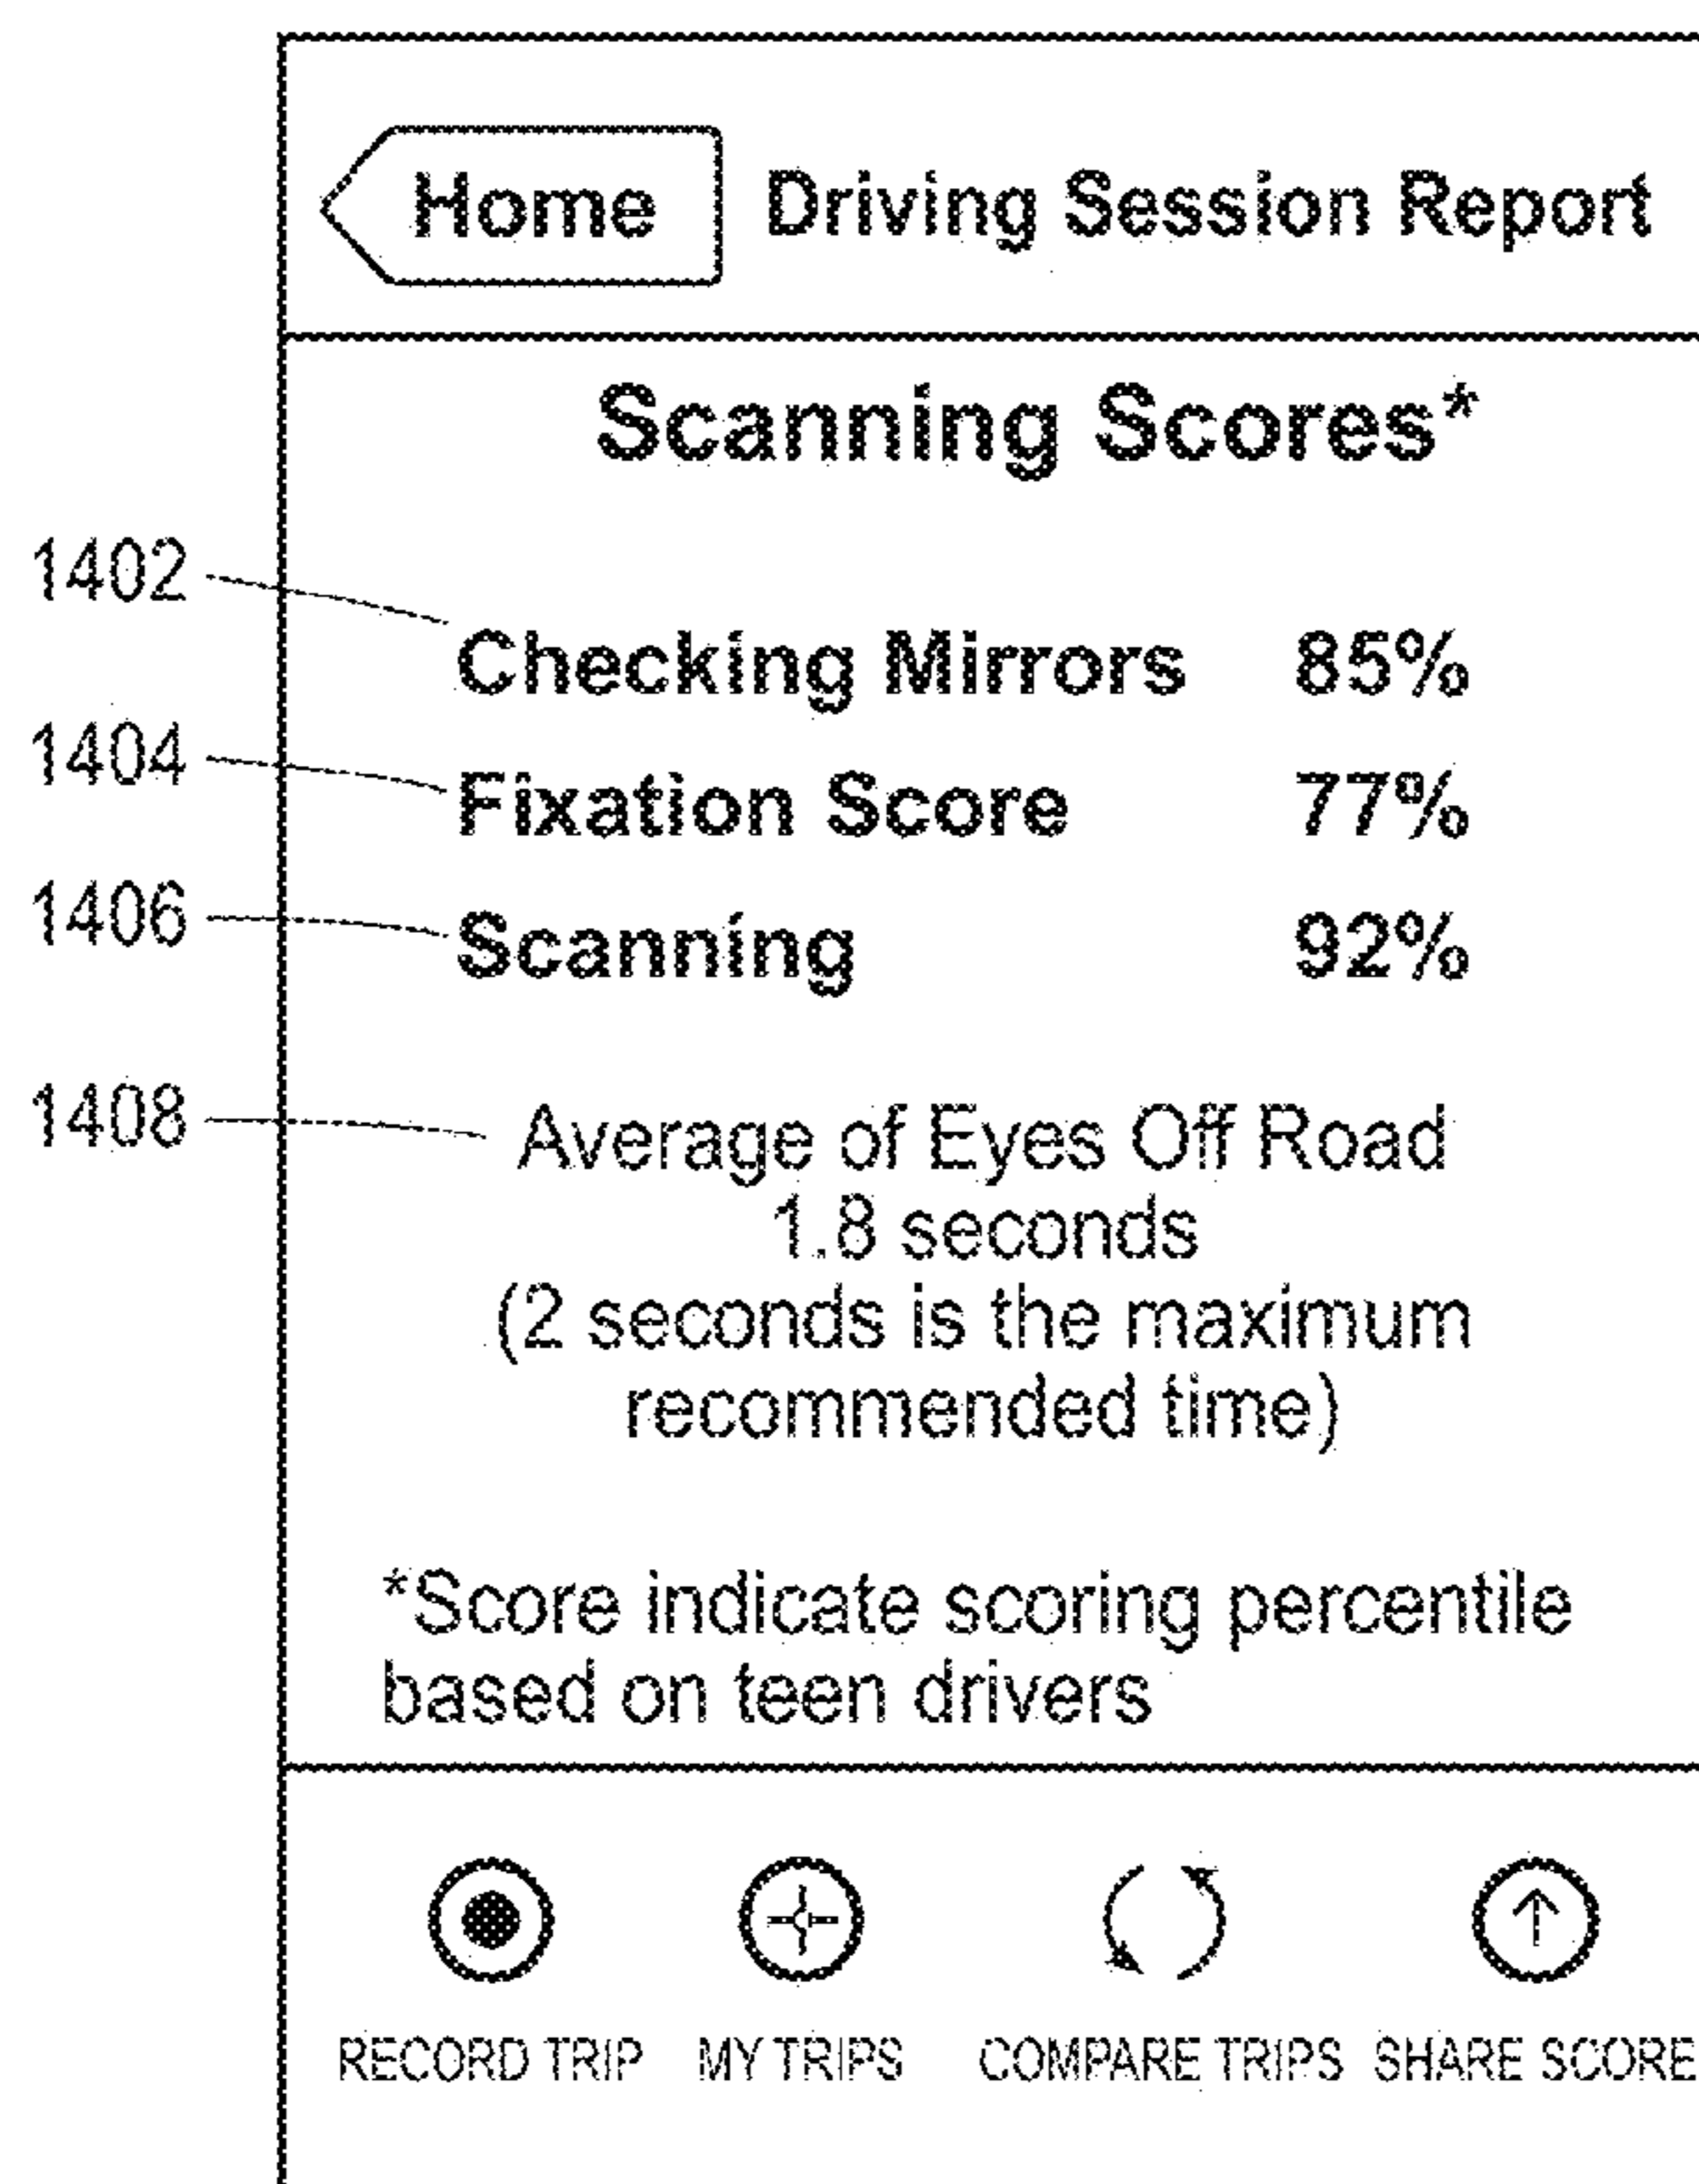 Home Driving Session Report
Scanning Scores*
1402
Checking Mirrors 85%
1404
Fixation Score 77%
1406
Scanning 92%
1408
Average of Eyes Off Road
1.8 seconds
(2 seconds is the maximum
recommended time)
*Score indicate scoring percentile
based on teen drivers
RECORD TRIP MY TRIPS COMPARE TRIPS SHARE SCORE